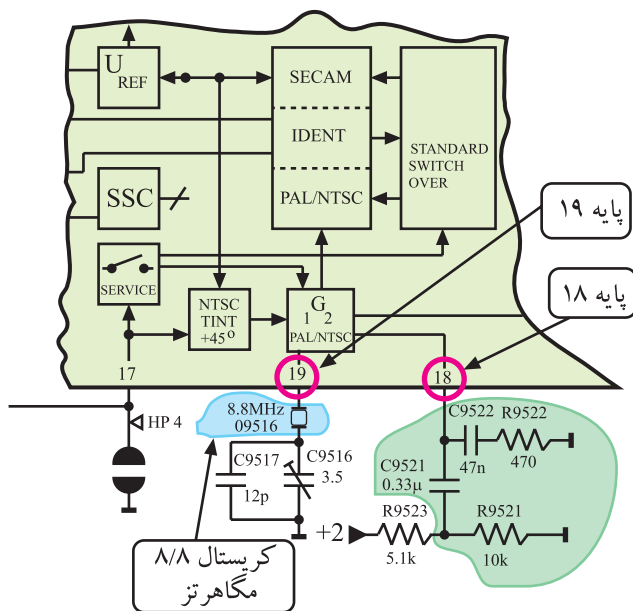 U REF
SECAM
IDENT
PAL/NTSC
STANDARD
SWITCH
OVER
SSC
SERVICE
NTSC
TINT
+45°
G
1 2
PAL/NTSC
پایه ۱۹
پایه ۱۸
17
19
18
HP 4
8.8MHz
09516
C9517
12p
C9516
3.5
C9522
47n
R9522
470
C9521
0.33µ
+2
R9523
5.1k
R9521
10k
کریستال ۸/۸
مگاهرتز